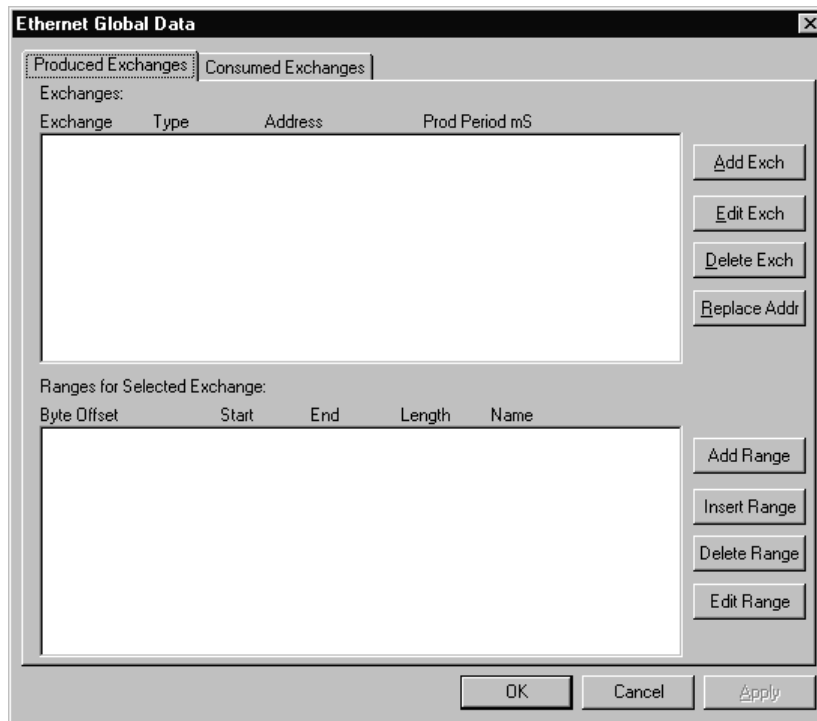 Ethernet Global Data
Produced Exchanges Consumed Exchanges
Exchanges:
Exchange Type Address Prod Period mS
Add Exch
Edit Exch
Delete Exch
Replace Addr
Ranges for Selected Exchange:
Byte Offset Start End Length Name
Add Range
Insert Range
Delete Range
Edit Range
OK Cancel Apply